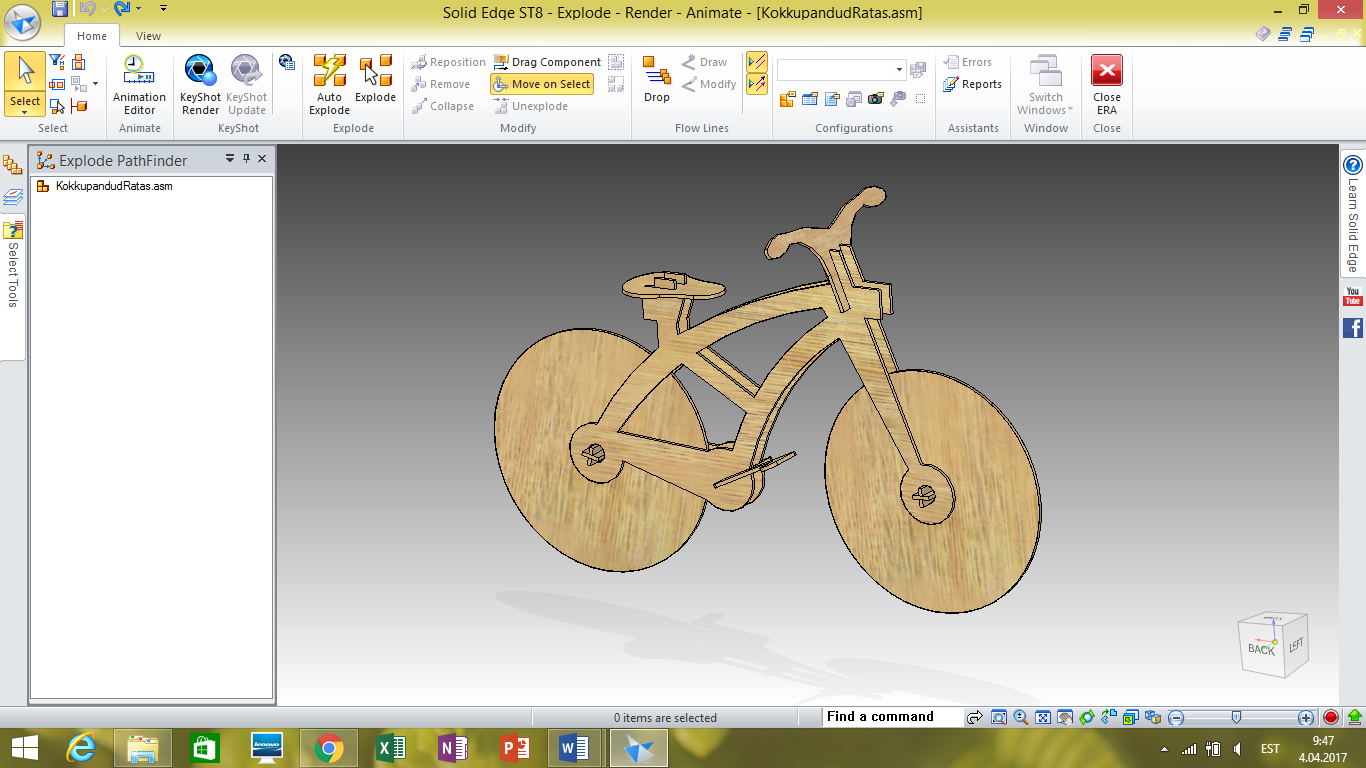 Solid Edge ST8 - Explode - Render - Animate - [KokkupandudRatas.asm]
Home View
Select
Select
Animation Editor
Animate
KeyShot Render
KeyShot Update
KeyShot
Auto Explode
Explode
Explode
Reposition
Remove
Collapse
Drag Component
Move on Select
Unexplode
Modify
Drop
Draw
Modify
Flow Lines
Configurations
Errors
Reports
Assistants
Switch Windows
Window
Close ERA
Close
Explode PathFinder
KokkupandudRatas.asm
Select Tools
Learn Solid Edge
You
Tube
BACK
LEFT
0 items are selected
Find a command
lenovo
EST
9:47
4.04.2017